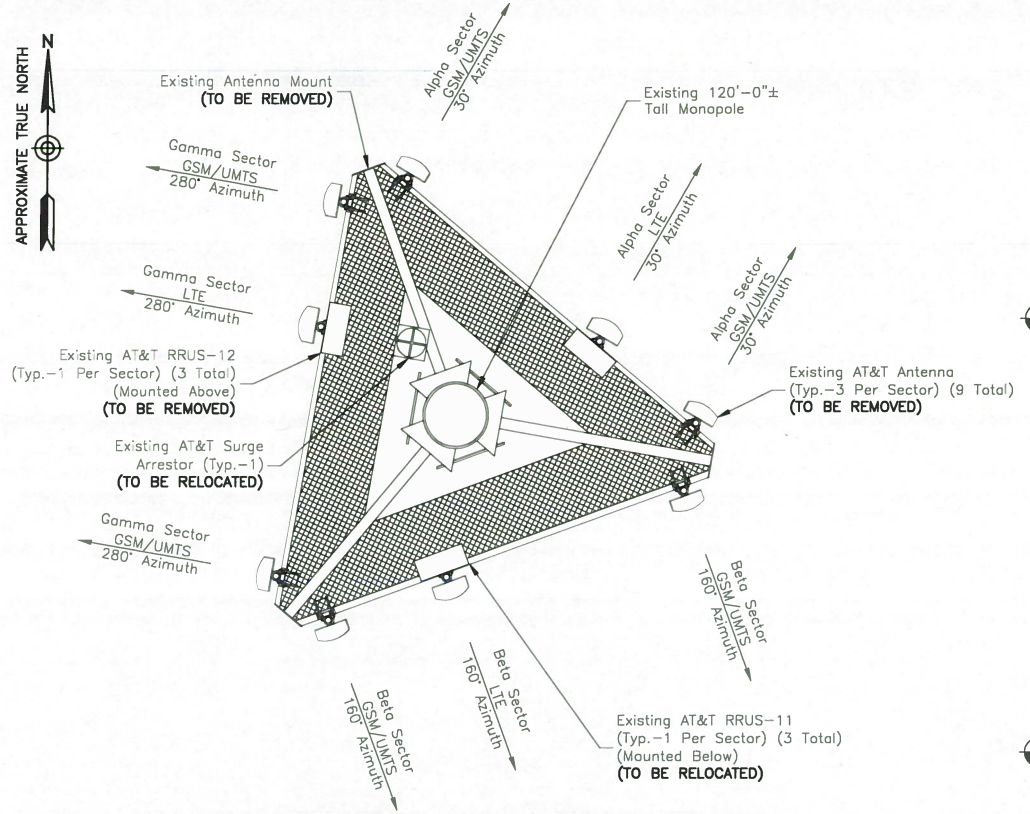 APPROXIMATE TRUE NORTH
N
Existing Antenna Mount
(TO BE REMOVED)
Alpha Sector
GSM/UMTS
30° Azimuth
Existing 120'-0"±
Tall Monopole
Gamma Sector
GSM/UMTS
280° Azimuth
Alpha Sector
LTE
30° Azimuth
Gamma Sector
LTE
280° Azimuth
Alpha Sector
GSM/UMTS
30° Azimuth
Existing AT&T RRUS-12
(Typ.-1 Per Sector) (3 Total)
(Mounted Above)
(TO BE REMOVED)
Existing AT&T Antenna
(Typ.-3 Per Sector) (9 Total)
(TO BE REMOVED)
Existing AT&T Surge
Arrestor (Typ.-1)
(TO BE RELOCATED)
Gamma Sector
GSM/UMTS
280° Azimuth
Beta Sector
GSM/UMTS
160° Azimuth
Beta Sector
LTE
160° Azimuth
Beta Sector
GSM/UMTS
160° Azimuth
Existing AT&T RRUS-11
(Typ.-1 Per Sector) (3 Total)
(Mounted Below)
(TO BE RELOCATED)